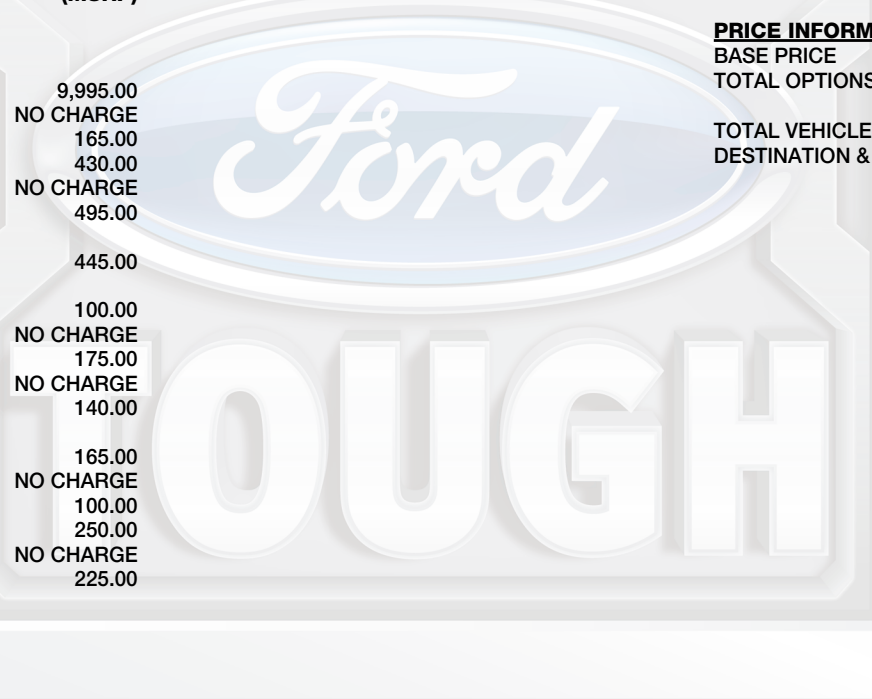 (MSRP)
9,995.00
NO CHARGE
165.00
430.00
NO CHARGE
495.00
445.00
100.00
NO CHARGE
175.00
NO CHARGE
140.00
165.00
NO CHARGE
100.00
250.00
NO CHARGE
225.00
PRICE INFORM
BASE PRICE
TOTAL OPTIONS
TOTAL VEHICLE
DESTINATION &
Ford
TOUGH